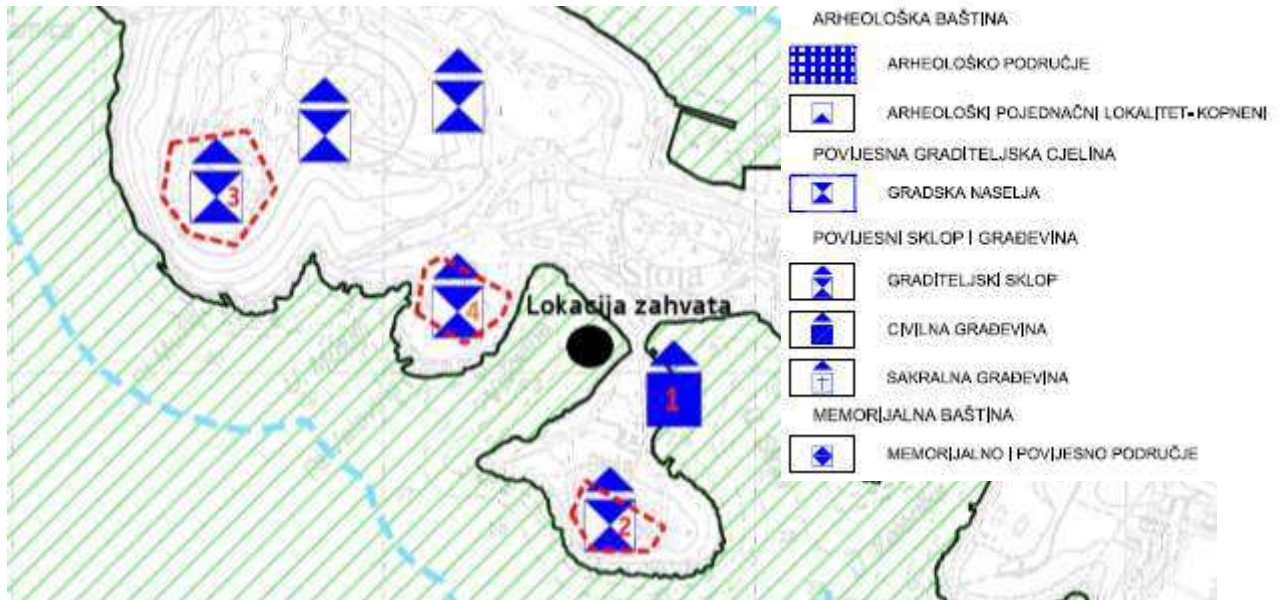 3
4
Stoja
Lokacija zahvata
1
2
ARHEOLOŠKA BAŠTINA
ARHEOLOŠKO PODRUČJE
ARHEOLOŠKI POJEDNAČNI LOKALITET-KOPNENI
POVIJESNA GRADITELJSKA CJELINA
GRADSKA NASELJA
POVIJESNI SKLOP I GRAĐEVINA
GRADITELJSKI SKLOP
CIVILNA GRAĐEVINA
SAKRALNA GRAĐEVINA
MEMORIJALNA BAŠTINA
MEMORIJALNO I POVIJESNO PODRUČJE